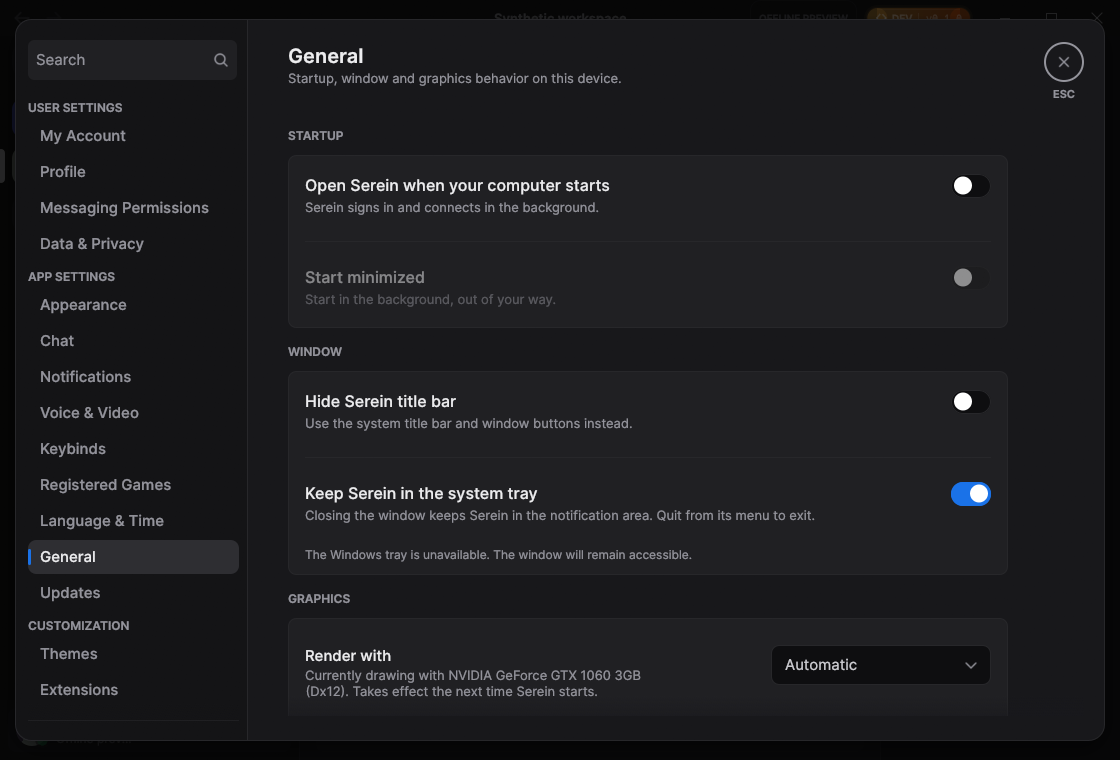 Synthetic workspace
OFFLINE PREVIEW
Search
USER SETTINGS
My Account
Profile
Messaging Permissions
Data & Privacy
APP SETTINGS
Appearance
Chat
Notifications
Voice & Video
Keybinds
Registered Games
Language & Time
General
Updates
CUSTOMIZATION
Themes
Extensions
General
Startup, window and graphics behavior on this device.
ESC
STARTUP
Open Serein when your computer starts
Serein signs in and connects in the background.
Start minimized
Start in the background, out of your way.
WINDOW
Hide Serein title bar
Use the system title bar and window buttons instead.
Keep Serein in the system tray
Closing the window keeps Serein in the notification area. Quit from its menu to exit.
The Windows tray is unavailable. The window will remain accessible.
GRAPHICS
Render with
Currently drawing with NVIDIA GeForce GTX 1060 3GB
(Dx12). Takes effect the next time Serein starts.
Automatic